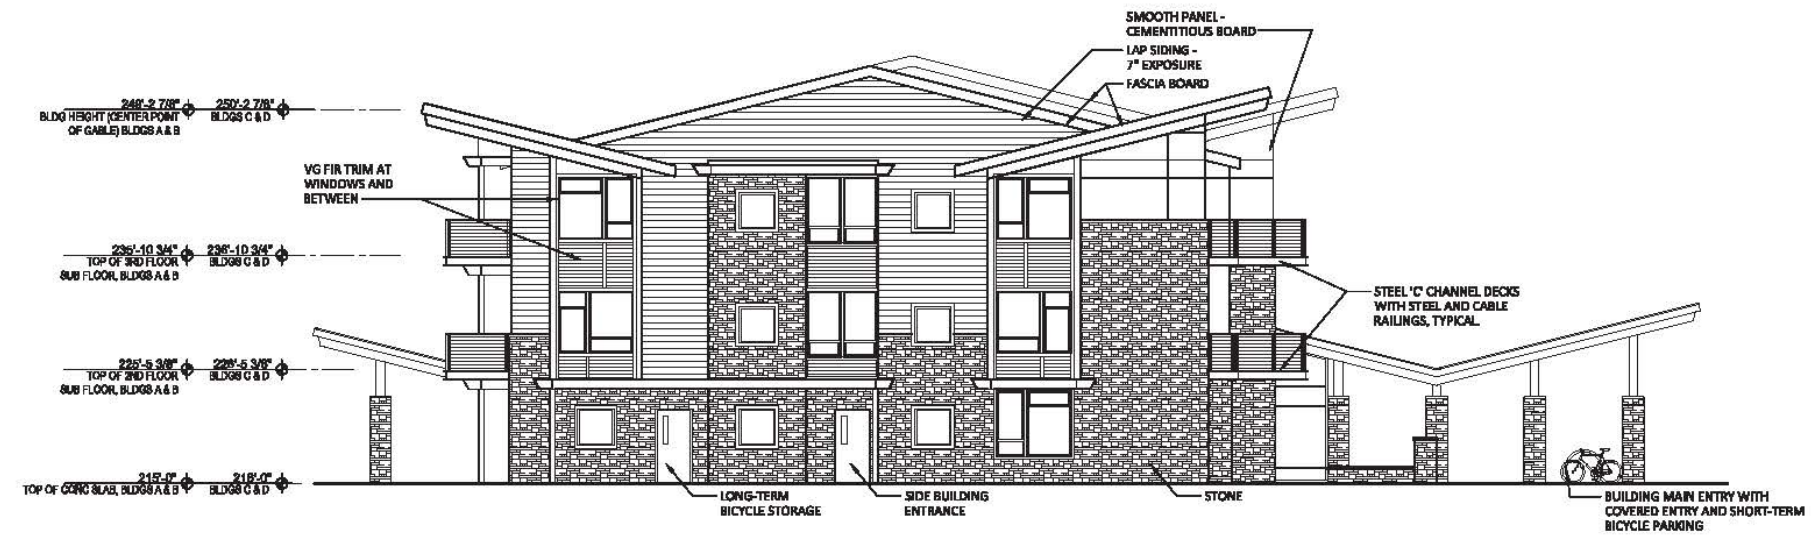 SMOOTH PANEL -
CEMENTITIOUS BOARD
LAP SIDING -
7" EXPOSURE
FASCIA BOARD
249'-2 7/8" 250'-2 7/8"
BLDG HEIGHT (CENTER POINT BLDGS C & D
OF GABLE) BLDGS A & B
VG FIR TRIM AT
WINDOWS AND
BETWEEN
235'-10 3/4" 236'-10 3/4"
TOP OF 3RD FLOOR BLDGS C & D
SUB FLOOR, BLDGS A & B
STEEL 'C' CHANNEL DECKS
WITH STEEL AND CABLE
RAILINGS, TYPICAL
225'-5 3/8" 226'-5 3/8"
TOP OF 2ND FLOOR BLDGS C & D
SUB FLOOR, BLDGS A & B
215'-0" 216'-0"
TOP OF CONC SLAB, BLDGS A & B BLDGS C & D
LONG-TERM
BICYCLE STORAGE
SIDE BUILDING
ENTRANCE
STONE
BUILDING MAIN ENTRY WITH
COVERED ENTRY AND SHORT-TERM
BICYCLE PARKING